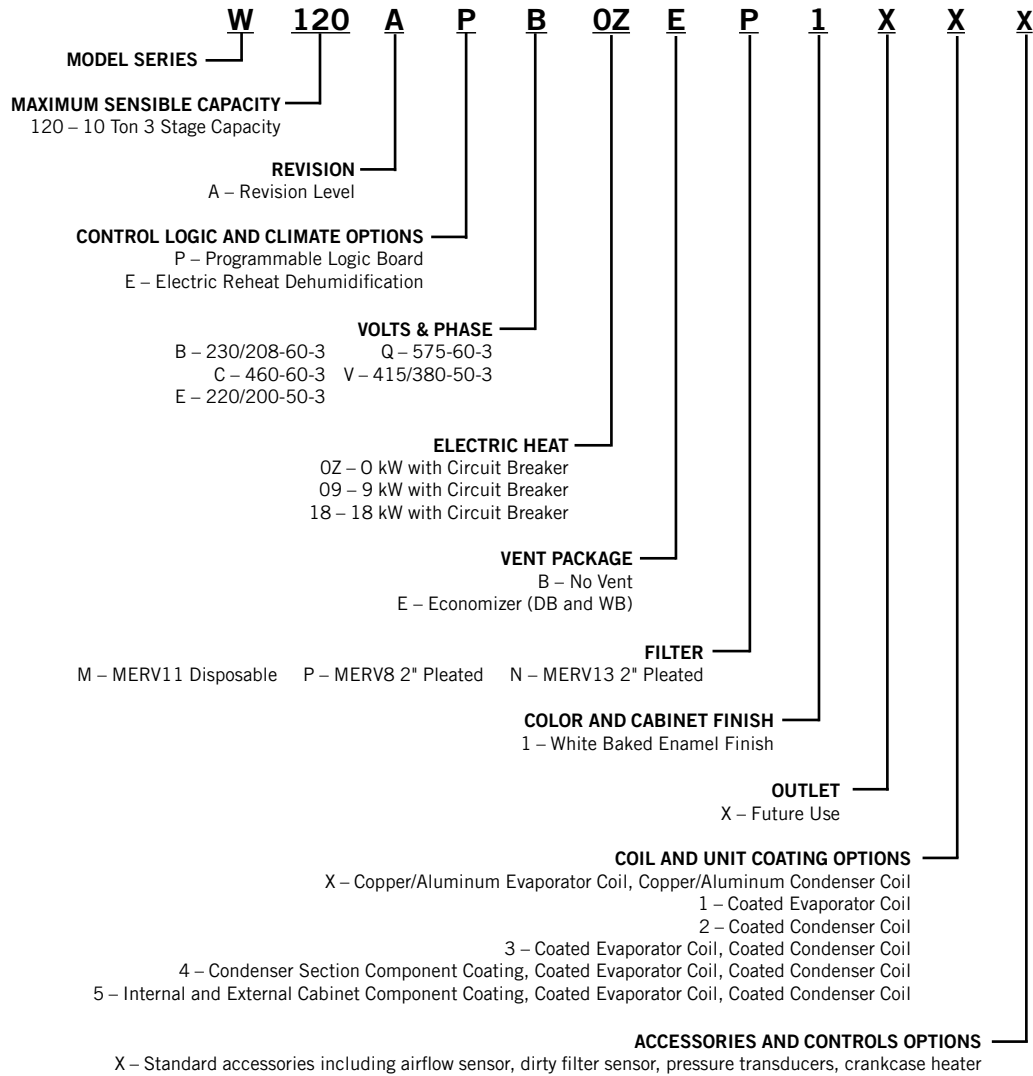 W 120 A P B 0Z E P 1 X X X
MODEL SERIES
MAXIMUM SENSIBLE CAPACITY
120 – 10 Ton 3 Stage Capacity
REVISION
A – Revision Level
CONTROL LOGIC AND CLIMATE OPTIONS
P – Programmable Logic Board
E – Electric Reheat Dehumidification
VOLTS & PHASE
B – 230/208-60-3 Q – 575-60-3
C – 460-60-3 V – 415/380-50-3
E – 220/200-50-3
ELECTRIC HEAT
0Z – 0 kW with Circuit Breaker
09 – 9 kW with Circuit Breaker
18 – 18 kW with Circuit Breaker
VENT PACKAGE
B – No Vent
E – Economizer (DB and WB)
FILTER
M – MERV11 Disposable P – MERV8 2" Pleated N – MERV13 2" Pleated
COLOR AND CABINET FINISH
1 – White Baked Enamel Finish
OUTLET
X – Future Use
COIL AND UNIT COATING OPTIONS
X – Copper/Aluminum Evaporator Coil, Copper/Aluminum Condenser Coil
1 – Coated Evaporator Coil
2 – Coated Condenser Coil
3 – Coated Evaporator Coil, Coated Condenser Coil
4 – Condenser Section Component Coating, Coated Evaporator Coil, Coated Condenser Coil
5 – Internal and External Cabinet Component Coating, Coated Evaporator Coil, Coated Condenser Coil
ACCESSORIES AND CONTROLS OPTIONS
X – Standard accessories including airflow sensor, dirty filter sensor, pressure transducers, crankcase heater